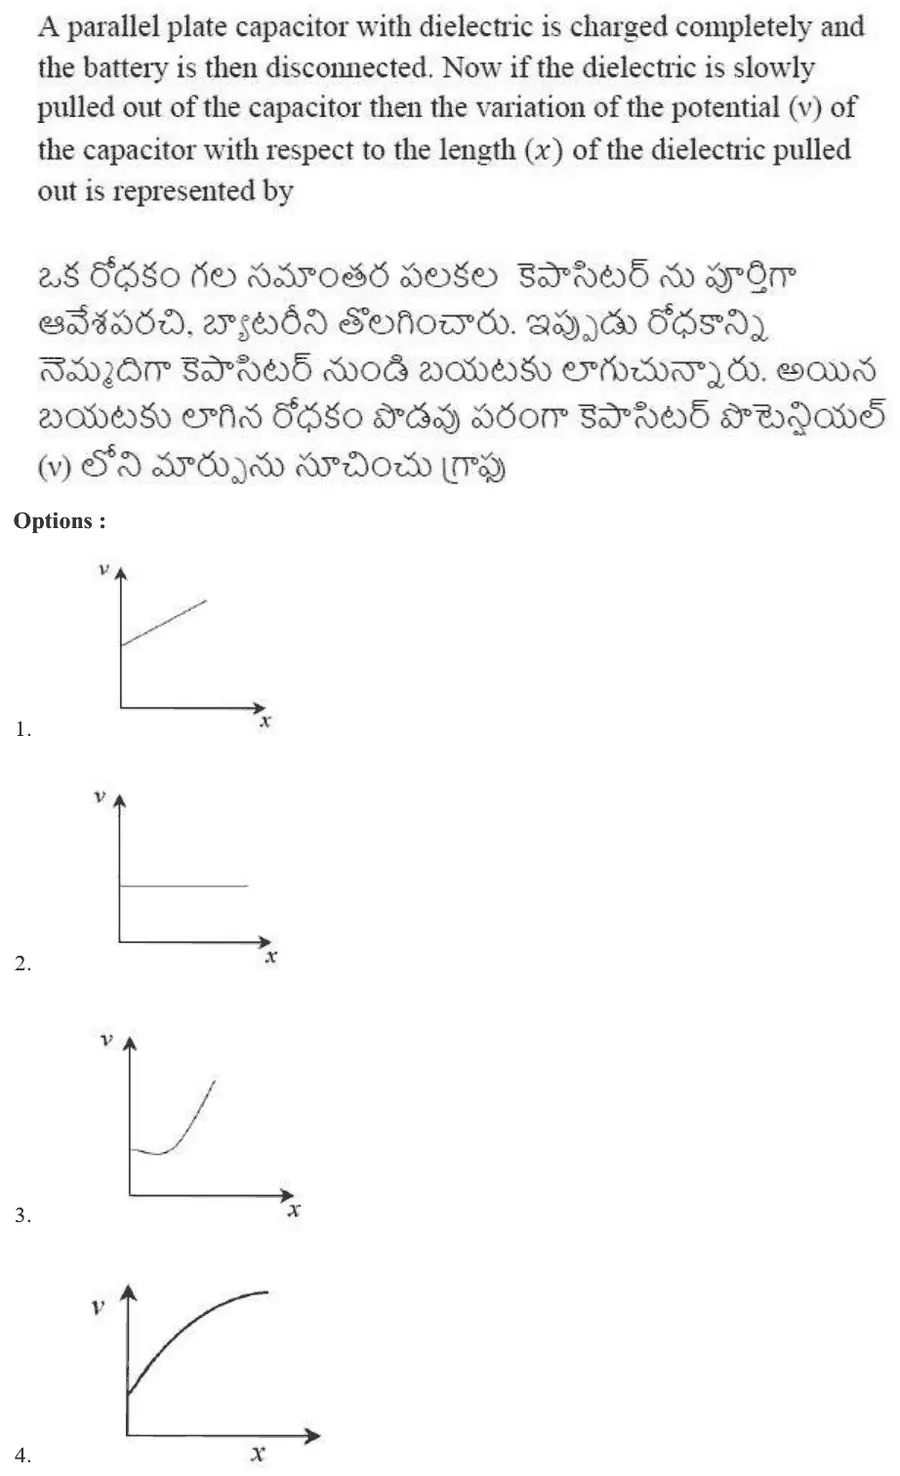 A parallel plate capacitor with dielectric is charged completely and
the battery is then disconnected. Now if the dielectric is slowly
pulled out of the capacitor then the variation of the potential (v) of
the capacitor with respect to the length (x) of the dielectric pulled
out is represented by
ఒక రోధకం గల సమాంతర పలకల కెపాసిటర్ ను పూర్తిగా
ఆవేశపరచి, బ్యాటరీని తొలగించారు. ఇప్పుడు రోధకాన్ని
నెమ్మదిగా కెపాసిటర్ నుండి బయటకు లాగుచున్నారు. అయిన
బయటకు లాగిన రోధకం పొడవు పరంగా కెపాసిటర్ పొటెన్షియల్
(v) లోని మార్పును సూచించు గ్రాఫు
Options :
v
x
1.
v
x
2.
v
x
3.
v
x
4.